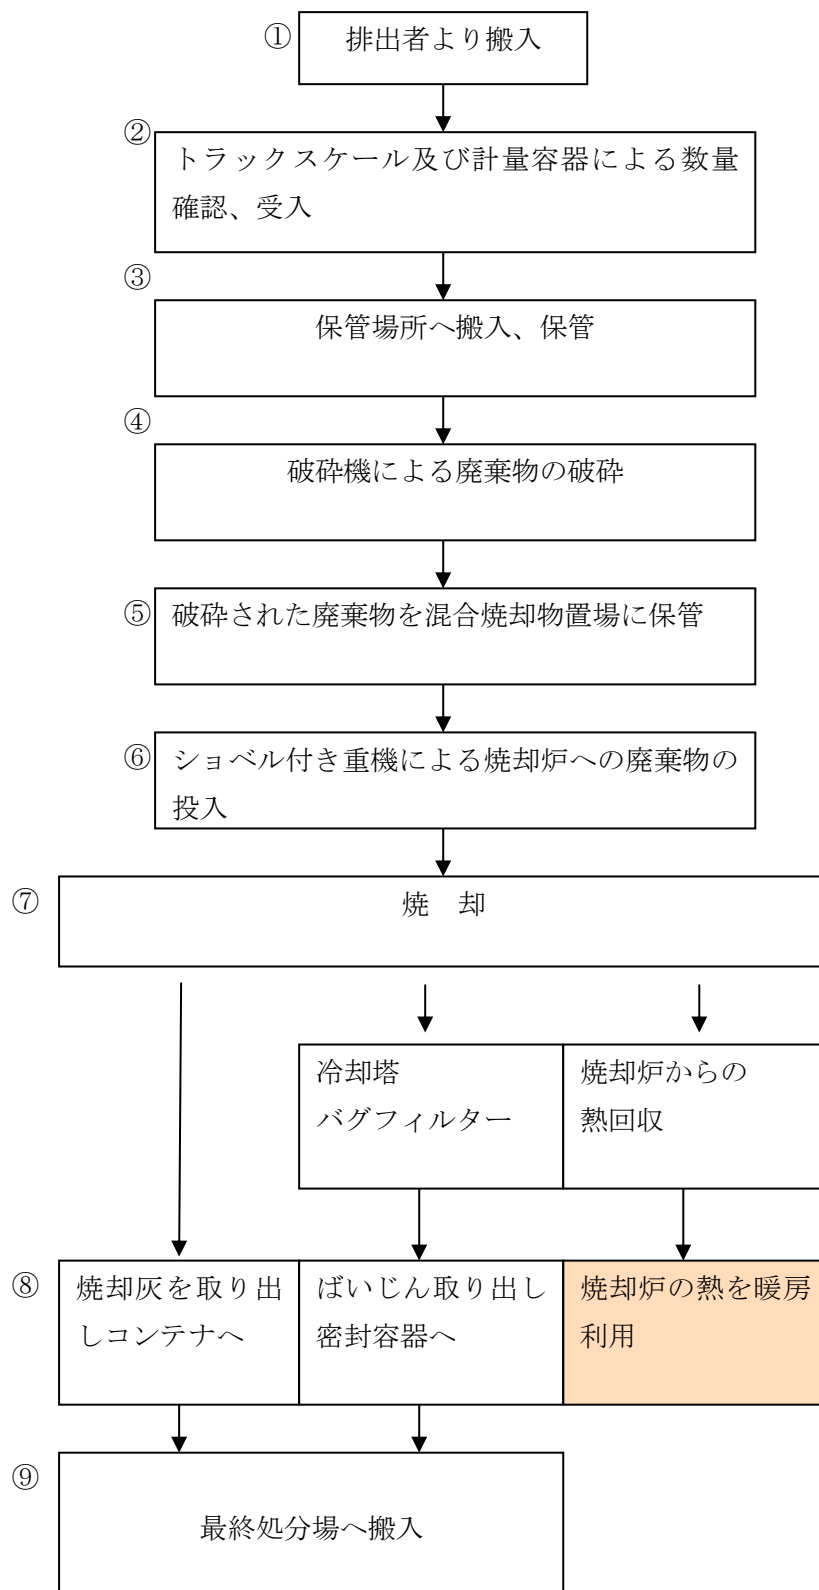 ① 排出者より搬入
② トラックスケール及び計量容器による数量
確認、受入
③ 保管場所へ搬入、保管
④ 破砕機による廃棄物の破砕
⑤ 破砕された廃棄物を混合焼却物置場に保管
⑥ ショベル付き重機による焼却炉への廃棄物の
投入
⑦ 焼　却
冷却塔
バグフィルター
焼却炉からの
熱回収
⑧ 焼却灰を取り出
しコンテナへ
ばいじん取り出し
密封容器へ
焼却炉の熱を暖房
利用
⑨ 最終処分場へ搬入